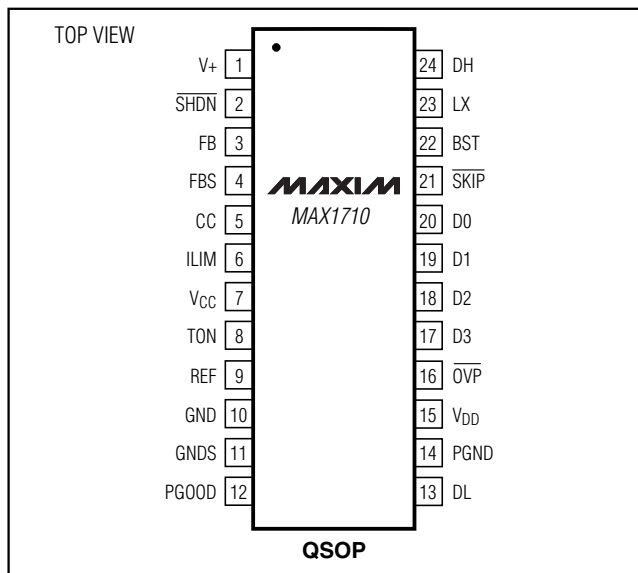 TOP VIEW
V+ 1
SHDN 2
FB 3
FBS 4
CC 5
ILIM 6
VCC 7
TON 8
REF 9
GND 10
GNDS 11
PGOOD 12
MAXIM
MAX1710
24 DH
23 LX
22 BST
21 SKIP
20 D0
19 D1
18 D2
17 D3
16 OVP
15 VDD
14 PGND
13 DL
QSOP